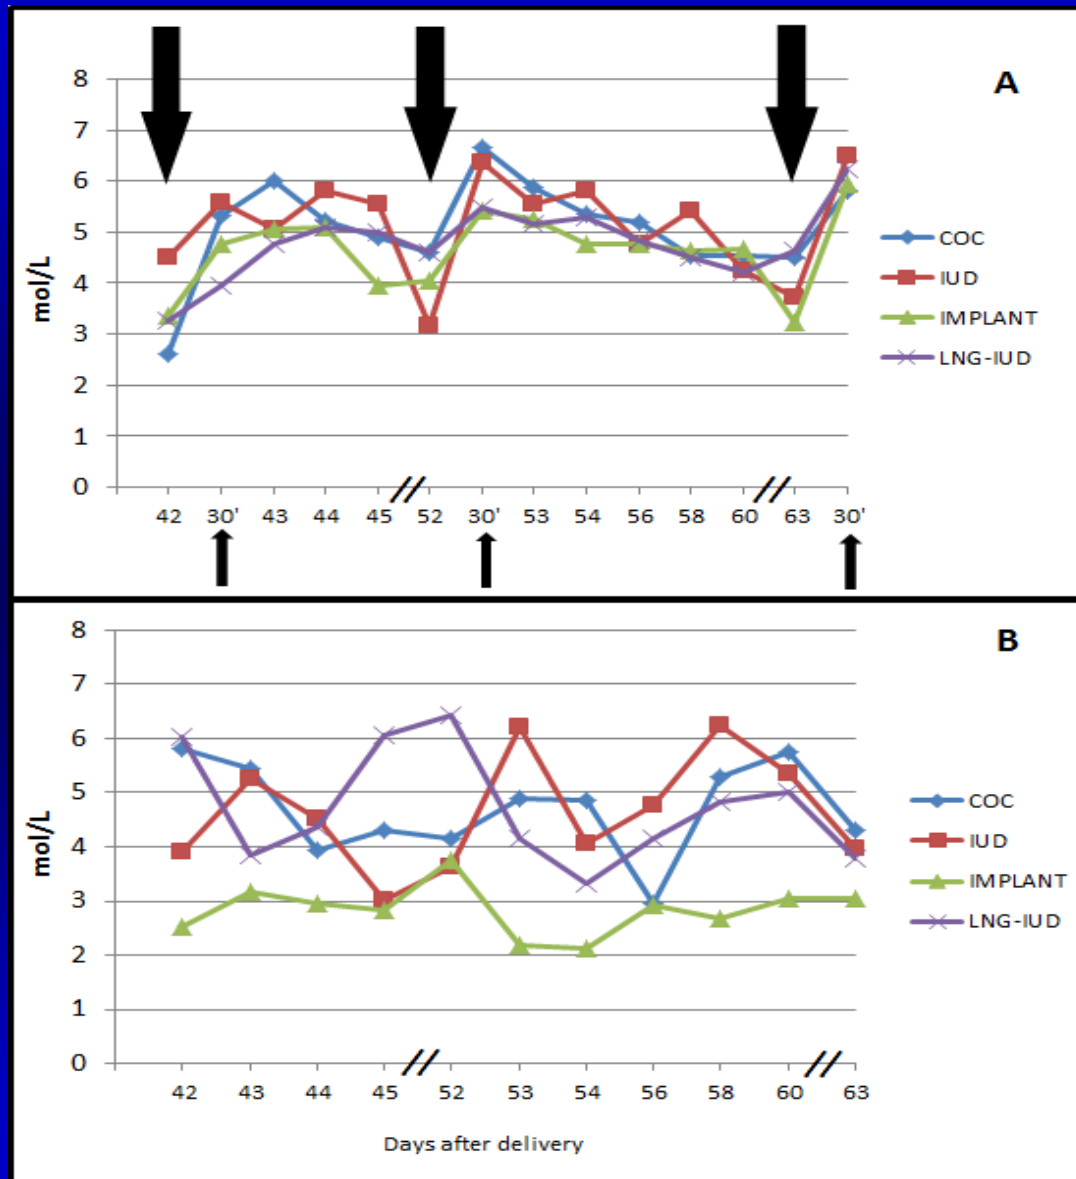 A
8
7
6
5
4
3
2
1
0
mol/L
COC
IUD
IMPLANT
LNG-IUD
42 30' 43 44 45 // 52 30' 53 54 56 58 60 // 63 30'
B
8
7
6
5
4
3
2
1
0
mol/L
COC
IUD
IMPLANT
LNG-IUD
42 43 44 45 // 52 53 54 56 58 60 // 63
Days after delivery